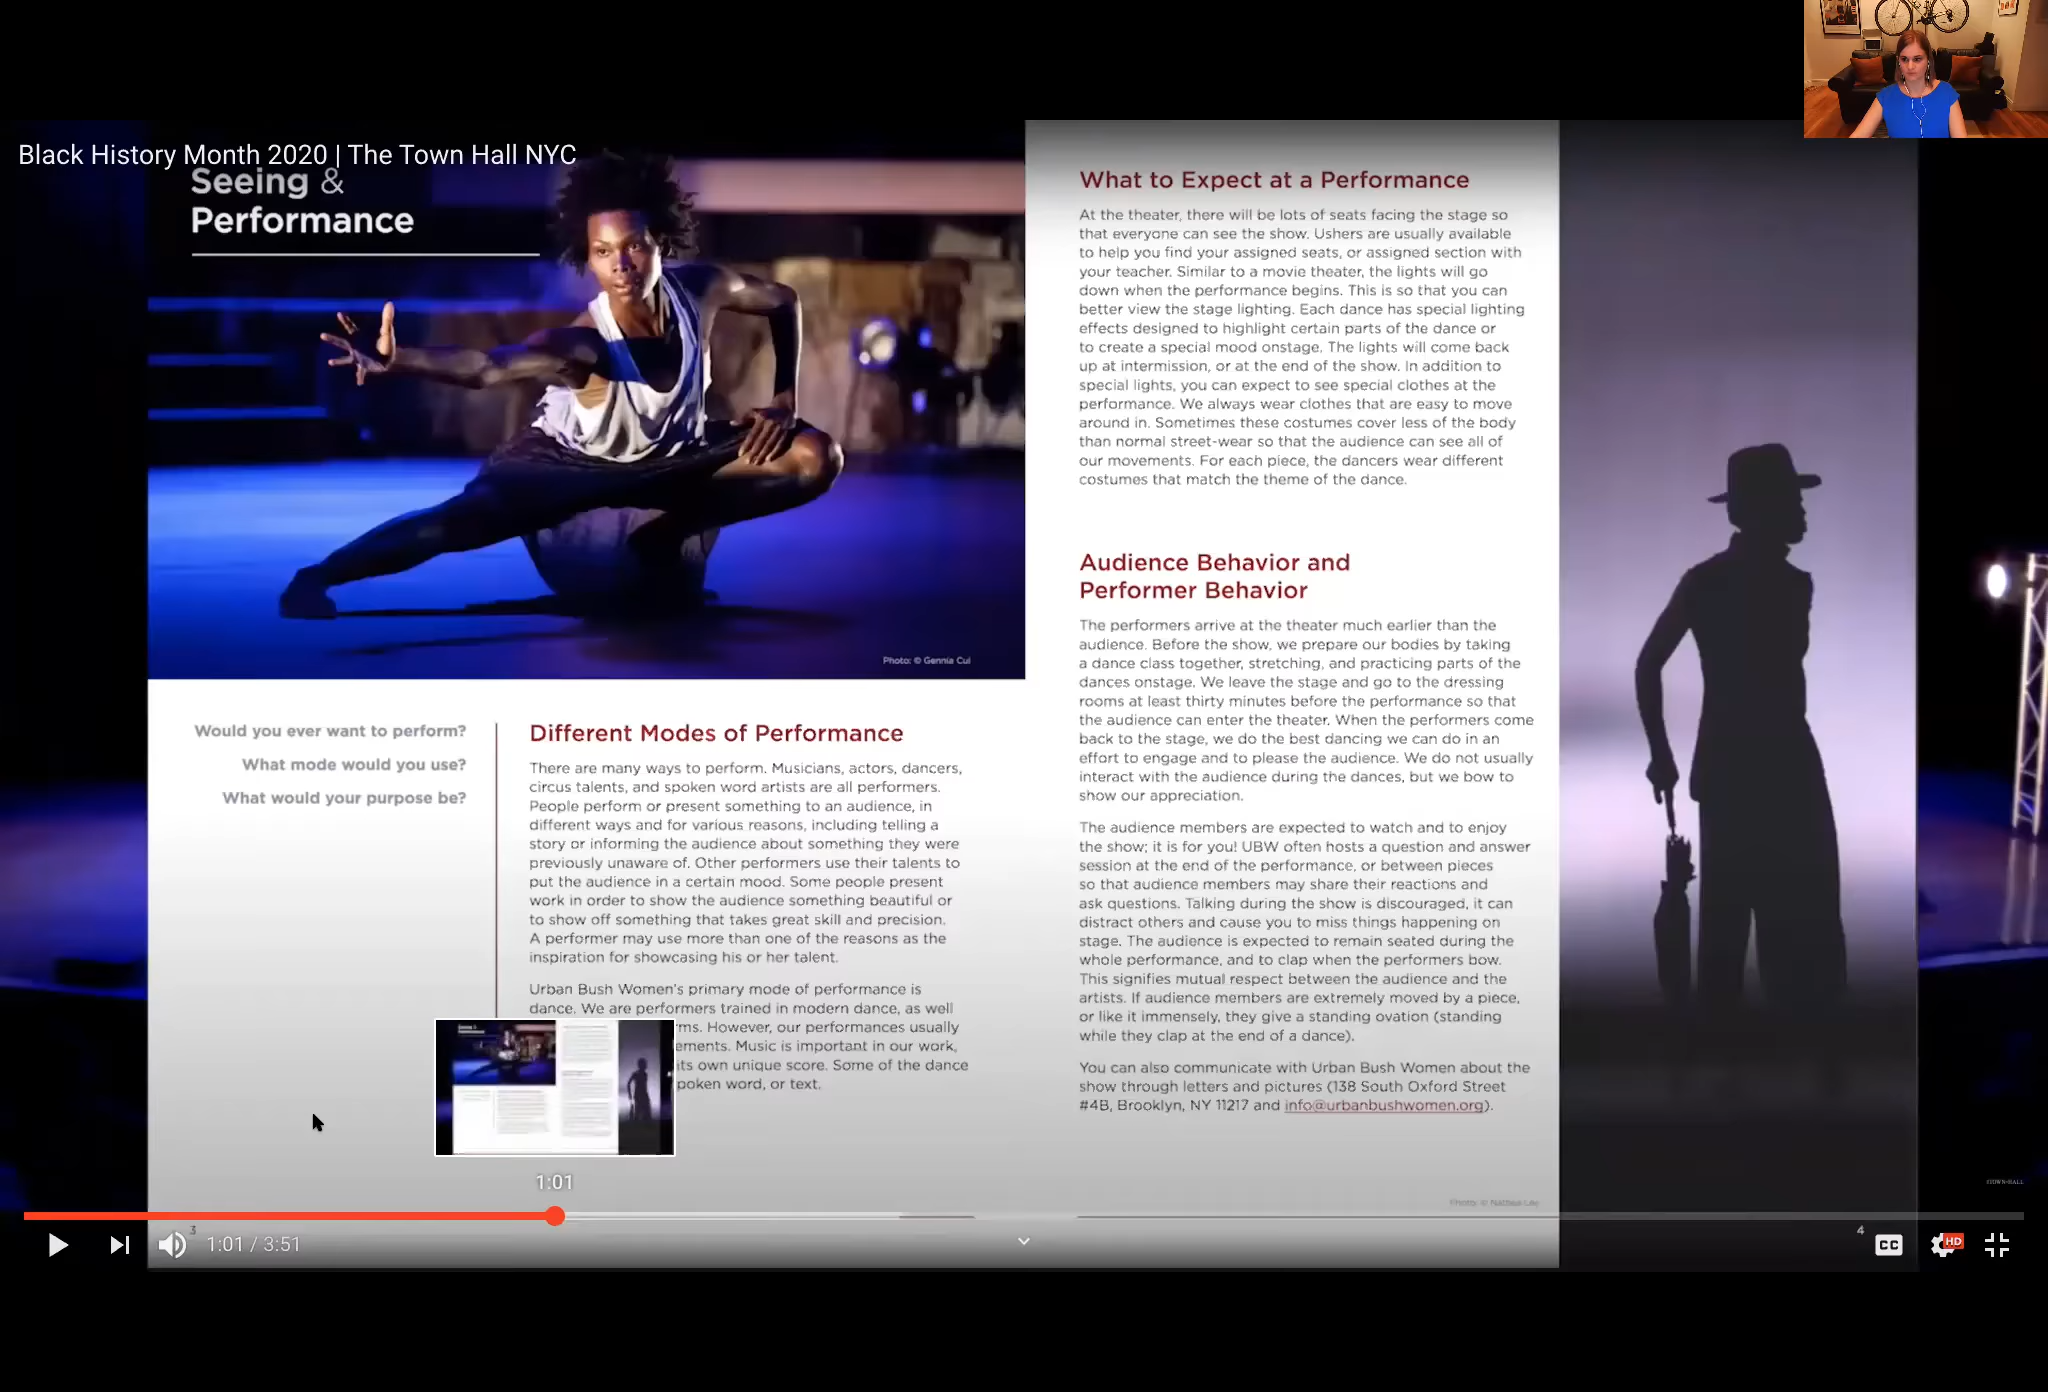 Black History Month 2020 | The Town Hall NYC
Seeing &
Performance
Photo: © Gennia Cui
Would you ever want to perform?
What mode would you use?
What would your purpose be?
Different Modes of Performance
There are many ways to perform. Musicians, actors, dancers,
circus talents, and spoken word artists are all performers.
People perform or present something to an audience, in
different ways and for various reasons, including telling a
story or informing the audience about something they were
previously unaware of. Other performers use their talents to
put the audience in a certain mood. Some people present
work in order to show the audience something beautiful or
to show off something that takes great skill and precision.
A performer may use more than one of the reasons as the
inspiration for showcasing his or her talent.
Urban Bush Women's primary mode of performance is
dance. We are performers trained in modern dance, as well
rms. However, our performances usually
ements. Music is important in our work,
its own unique score. Some of the dance
poken word, or text.
What to Expect at a Performance
At the theater, there will be lots of seats facing the stage so
that everyone can see the show. Ushers are usually available
to help you find your assigned seats, or assigned section with
your teacher. Similar to a movie theater, the lights will go
down when the performance begins. This is so that you can
better view the stage lighting. Each dance has special lighting
effects designed to highlight certain parts of the dance or
to create a special mood onstage. The lights will come back
up at intermission, or at the end of the show. In addition to
special lights, you can expect to see special clothes at the
performance. We always wear clothes that are easy to move
around in. Sometimes these costumes cover less of the body
than normal street-wear so that the audience can see all of
our movements. For each piece, the dancers wear different
costumes that match the theme of the dance.
Audience Behavior and
Performer Behavior
The performers arrive at the theater much earlier than the
audience. Before the show, we prepare our bodies by taking
a dance class together, stretching, and practicing parts of the
dances onstage. We leave the stage and go to the dressing
rooms at least thirty minutes before the performance so that
the audience can enter the theater. When the performers come
back to the stage, we do the best dancing we can do in an
effort to engage and to please the audience. We do not usually
interact with the audience during the dances, but we bow to
show our appreciation.
The audience members are expected to watch and to enjoy
the show; it is for you! UBW often hosts a question and answer
session at the end of the performance, or between pieces
so that audience members may share their reactions and
ask questions. Talking during the show is discouraged, it can
distract others and cause you to miss things happening on
stage. The audience is expected to remain seated during the
whole performance, and to clap when the performers bow.
This signifies mutual respect between the audience and the
artists. If audience members are extremely moved by a piece,
or like it immensely, they give a standing ovation (standing
while they clap at the end of a dance).
You can also communicate with Urban Bush Women about the
show through letters and pictures (138 South Oxford Street
#4B, Brooklyn, NY 11217 and info@urbanbushwomen.org).
1:01
3
1:01 / 3:51
4
CC
HD